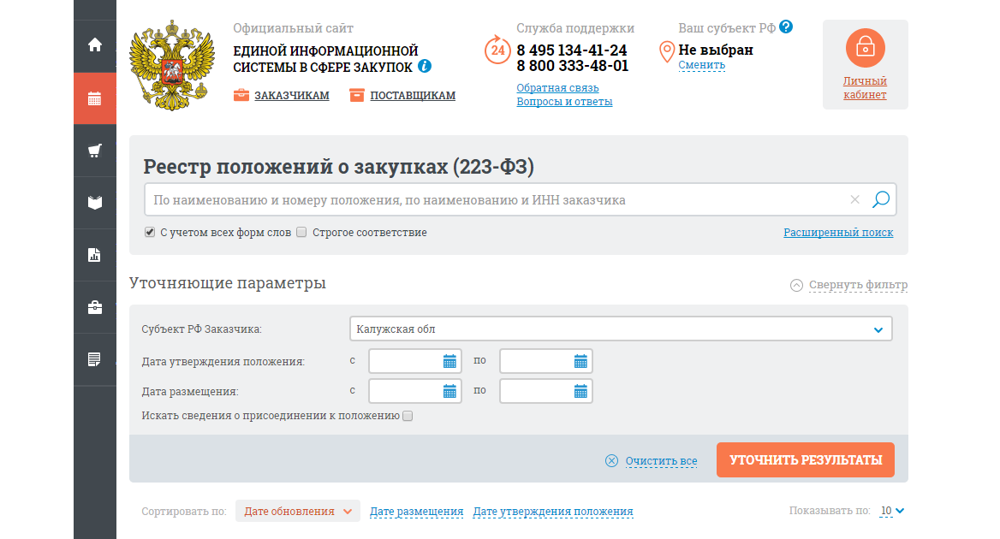 Официальный сайт
ЕДИНОЙ ИНФОРМАЦИОННОЙ
СИСТЕМЫ В СФЕРЕ ЗАКУПОК i
ЗАКАЗЧИКАМ ПОСТАВЩИКАМ
Служба поддержки
24 8 495 134-41-24
8 800 333-48-01
Обратная связь
Вопросы и ответы
Ваш субъект РФ ?
Не выбран
Сменить
Личный
кабинет
Реестр положений о закупках (223-ФЗ)
По наименованию и номеру положения, по наименованию и ИНН заказчика
С учетом всех форм слов Строгое соответствие Расширенный поиск
Уточняющие параметры Свернуть фильтр
Субъект РФ Заказчика: Калужская обл
Дата утверждения положения: с по
Дата размещения: с по
Искать сведения о присоединении к положению
Очистить все УТОЧНИТЬ РЕЗУЛЬТАТЫ
Сортировать по: Дате обновления Дате размещения Дате утверждения положения Показывать по: 10